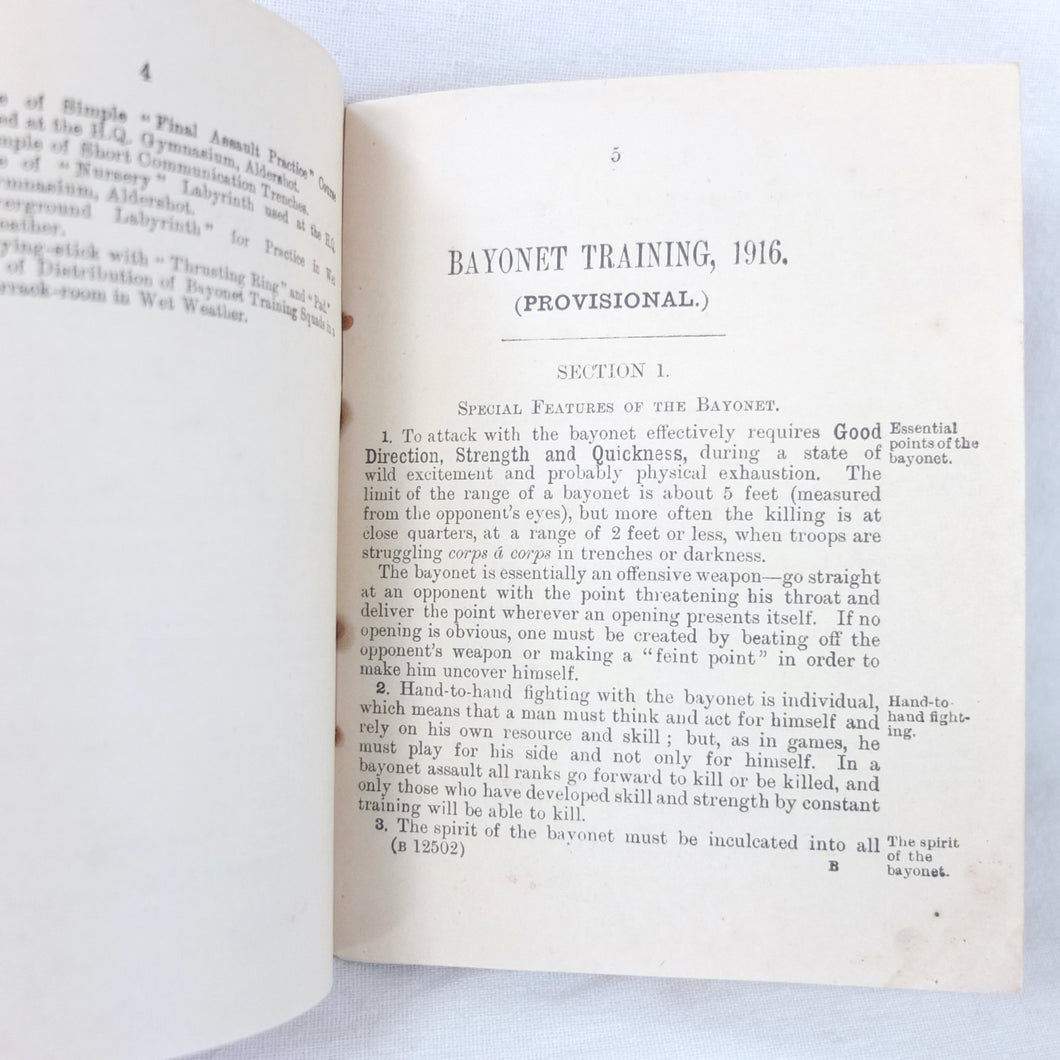 4
of Simple "Final Assault Practice" Course
at the H.Q. Gymnasium, Aldershot.
of Short Communication Trenches.
of "Nursery" Labyrinth used at the H.Q.
Aldershot.
Labyrinth" for Practice in Wet
with "Thrusting Ring" and "Pad."
of Distribution of Bayonet Training Squads in a
in Wet Weather.
5
BAYONET TRAINING, 1916.
(PROVISIONAL.)
SECTION 1.
SPECIAL FEATURES OF THE BAYONET.
1. To attack with the bayonet effectively requires Good
Direction, Strength and Quickness, during a state of
wild excitement and probably physical exhaustion. The
limit of the range of a bayonet is about 5 feet (measured
from the opponent's eyes), but more often the killing is at
close quarters, at a range of 2 feet or less, when troops are
struggling corps á corps in trenches or darkness.
Essential
points of the
bayonet.
The bayonet is essentially an offensive weapon—go straight
at an opponent with the point threatening his throat and
deliver the point wherever an opening presents itself. If no
opening is obvious, one must be created by beating off the
opponent's weapon or making a "feint point" in order to
make him uncover himself.
2. Hand-to-hand fighting with the bayonet is individual,
which means that a man must think and act for himself and
rely on his own resource and skill; but, as in games, he
must play for his side and not only for himself. In a
bayonet assault all ranks go forward to kill or be killed, and
only those who have developed skill and strength by constant
training will be able to kill.
Hand-to-
hand fight-
ing.
3. The spirit of the bayonet must be inculcated into all
The spirit
of the
bayonet.
(B 12502)
B